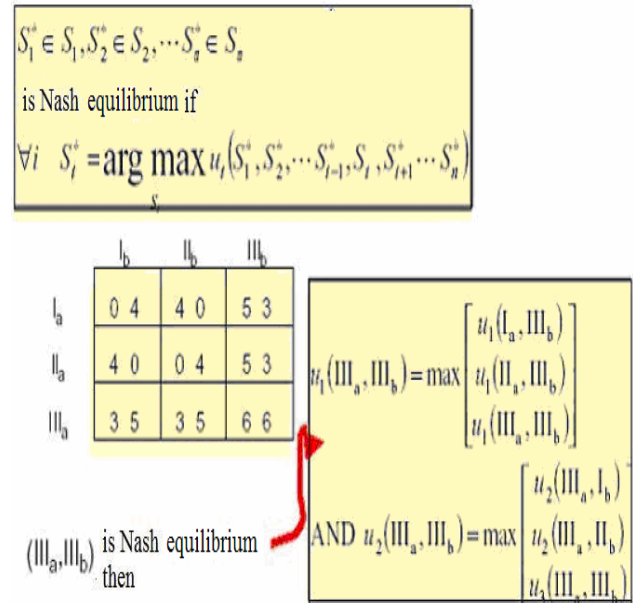 S₁* ∈ S₁, S₂* ∈ S₂, ⋯ Sₙ* ∈ Sₙ
is Nash equilibrium if
∀i Sᵢ* = arg max uᵢ(S₁*, S₂*, ⋯ Sᵢ₋₁*, Sᵢ, Sᵢ₊₁* ⋯ Sₙ*)
Sᵢ
I_b II_b III_b
I_a 0 4 4 0 5 3
II_a 4 0 0 4 5 3
III_a 3 5 3 5 6 6
u₁(III_a, III_b) = max [u₁(I_a, III_b)
u₁(II_a, III_b)
u₁(III_a, III_b)]
(III_a, III_b) is Nash equilibrium
then
AND u₂(III_a, III_b) = max [u₂(III_a, I_b)
u₂(III_a, II_b)
u₂(III_a, III_b)]